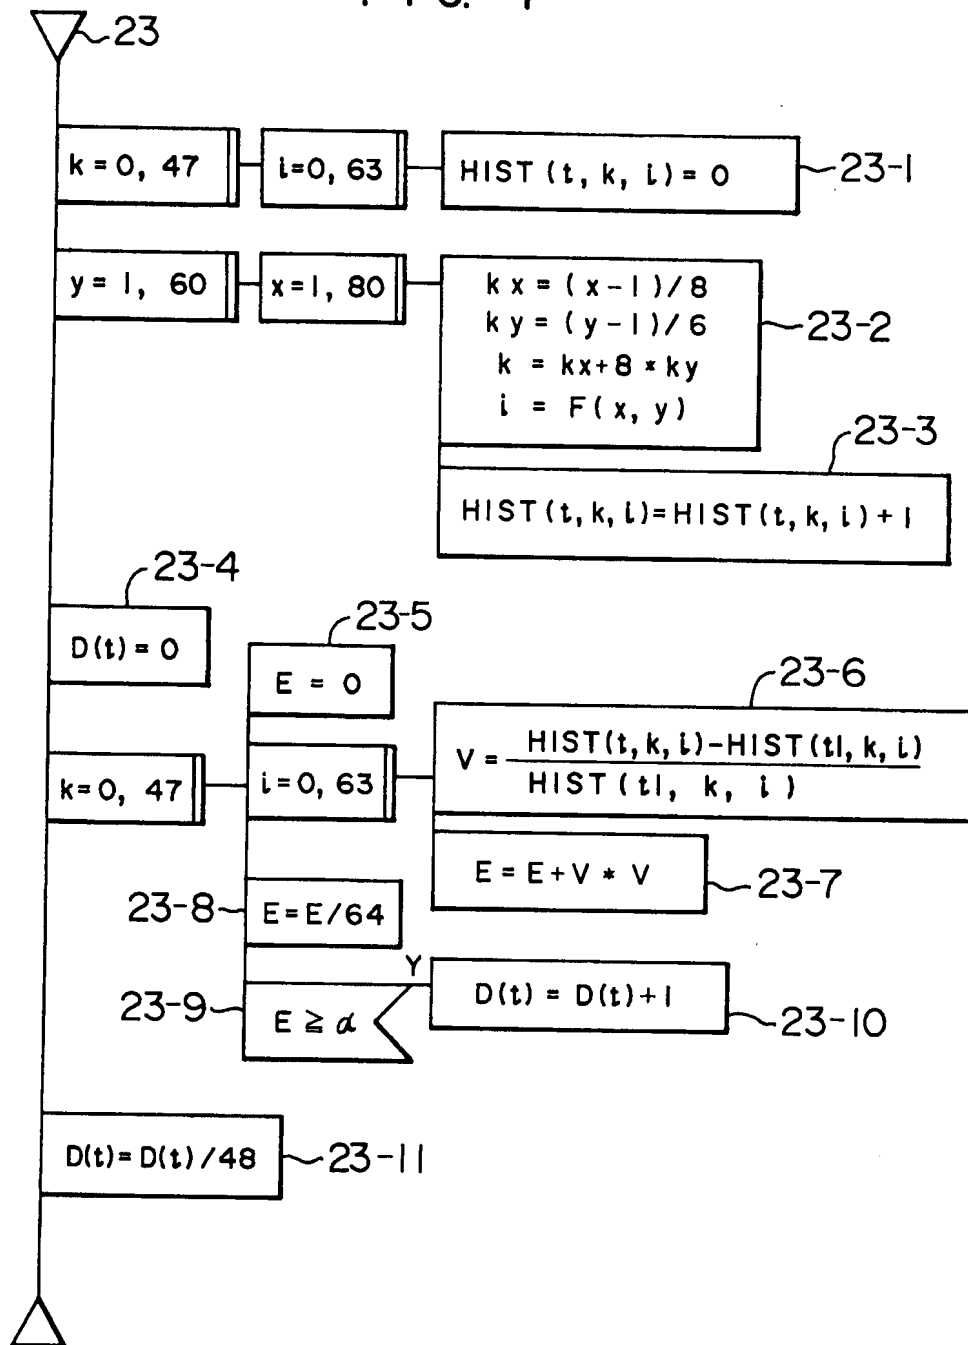 23
k = 0, 47
i=0, 63
HIST (t, k, i) = 0
23-1
y = 1, 60
x=1, 80
kx = (x-1)/8
ky = (y-1)/6
k = kx+8 * ky
i = F(x, y)
23-2
23-3
HIST(t, k, i)=HIST(t, k, i)+1
23-4
D(t) = 0
23-5
E = 0
23-6
V = HIST(t, k, i)-HIST(t1, k, i)
HIST (t1, k, i)
k=0, 47
i=0, 63
E = E+V * V
23-7
23-8
E=E/64
Y
23-9
E ≧ α
D(t) = D(t)+1
23-10
D(t)= D(t)/48
23-11